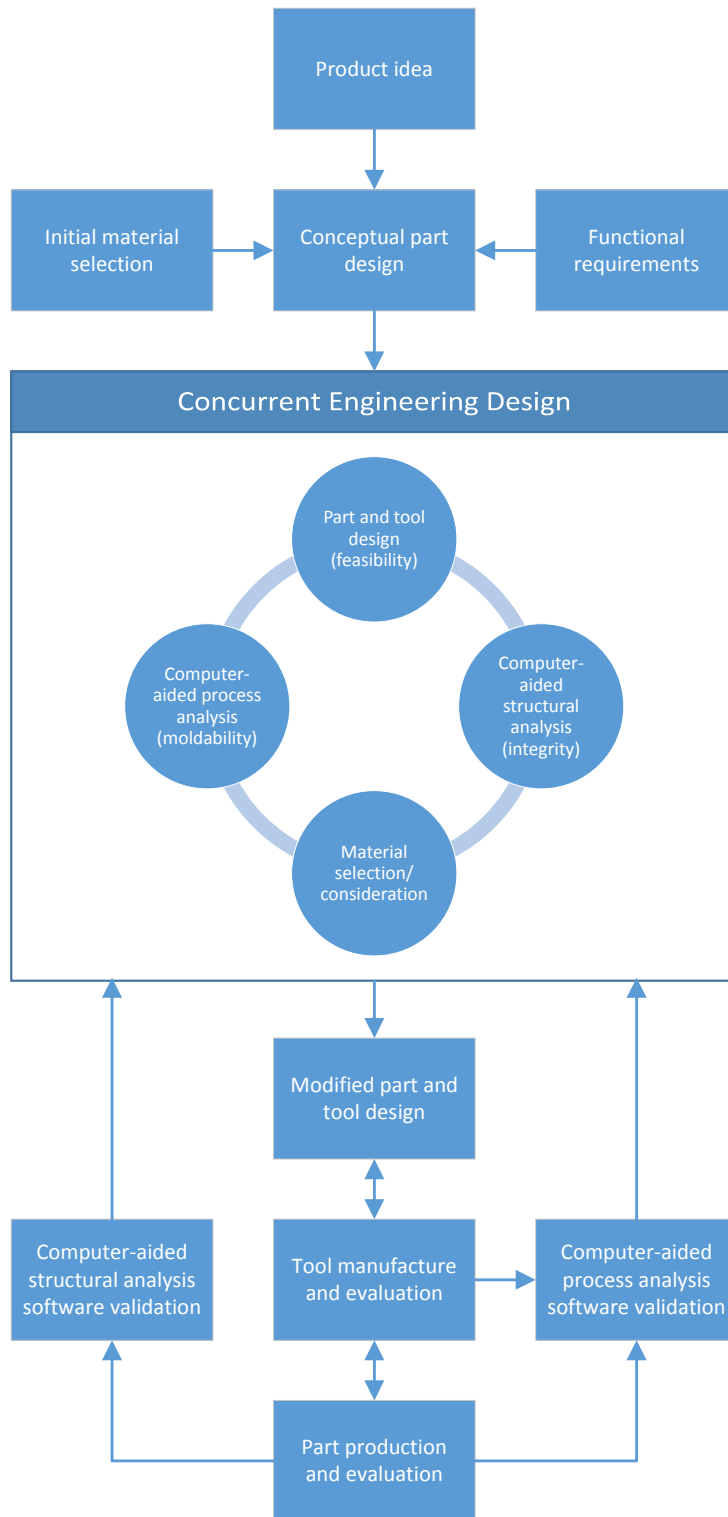 Product idea
Initial material
selection
Conceptual part
design
Functional
requirements
Concurrent Engineering Design
Part and tool
design
(feasibility)
Computer-
aided process
analysis
(moldability)
Computer-
aided
structural
analysis
(integrity)
Material
selection/
consideration
Modified part and
tool design
Computer-aided
structural analysis
software validation
Tool manufacture
and evaluation
Computer-aided
process analysis
software validation
Part production
and evaluation